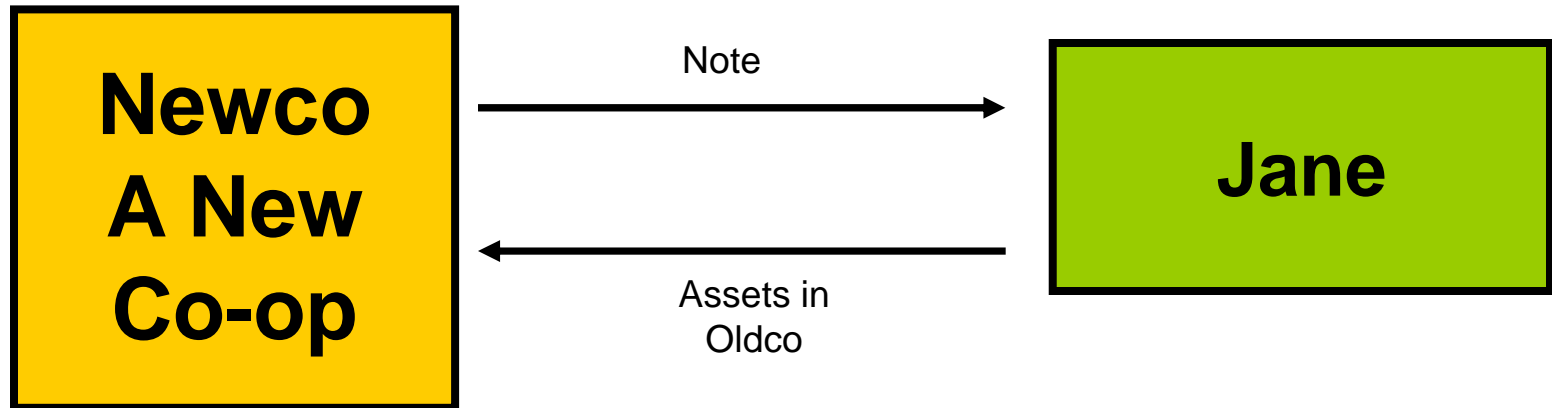 Newco
A New
Co-op
Note
Assets in
Oldco
Jane